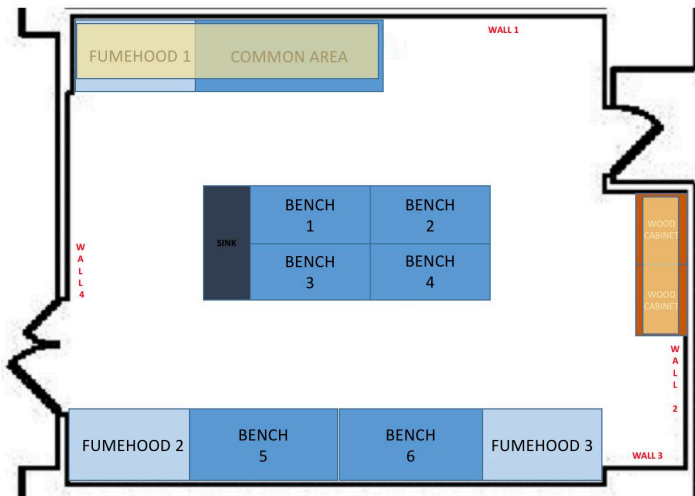 WALL 1
FUMEHOOD 1
COMMON AREA
BENCH
1
BENCH
2
SINK
BENCH
3
BENCH
4
WOOD
CABINET
WOOD
CABINET
W
A
L
L
4
W
A
L
L
2
FUMEHOOD 2
BENCH
5
BENCH
6
FUMEHOOD 3
WALL 3